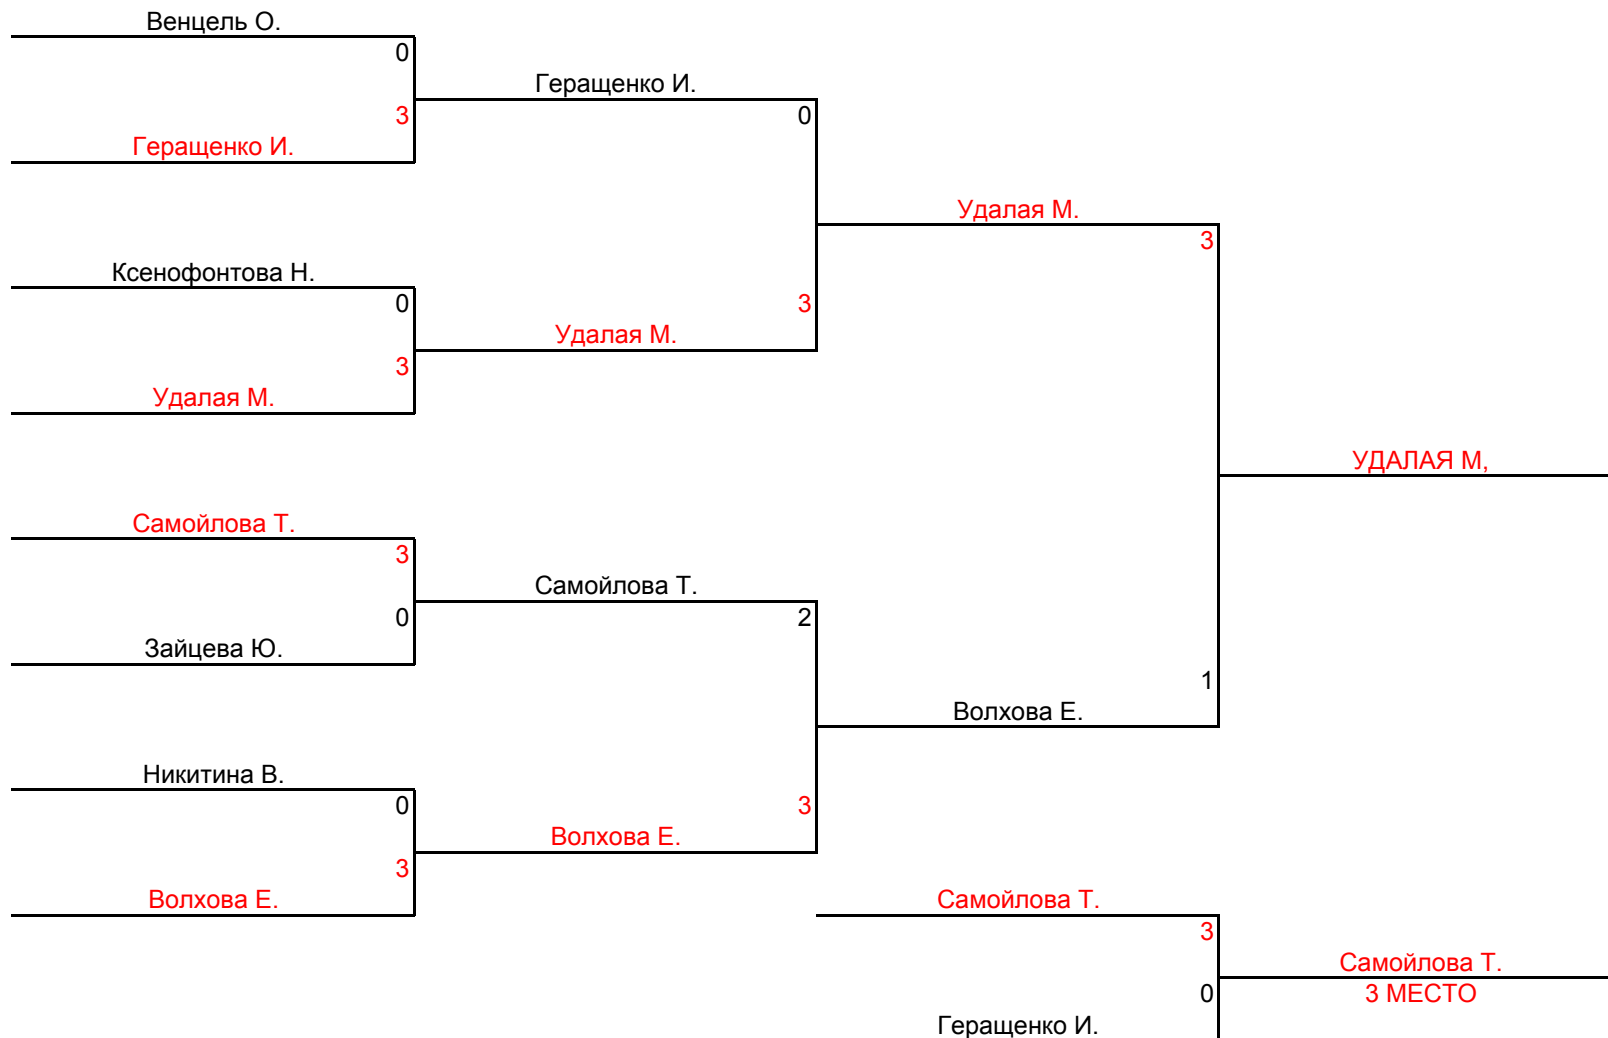 Венцель О.
0
Геращенко И.
0
3
Геращенко И.
Удалая М.
3
Ксенофонтова Н.
0
3
Удалая М.
3
Удалая М.
УДАЛАЯ М,
Самойлова Т.
3
Самойлова Т.
2
0
Зайцева Ю.
1
Волхова Е.
Никитина В.
0
3
Волхова Е.
3
Волхова Е.
Самойлова Т.
3
Самойлова Т.
0
3 МЕСТО
Геращенко И.